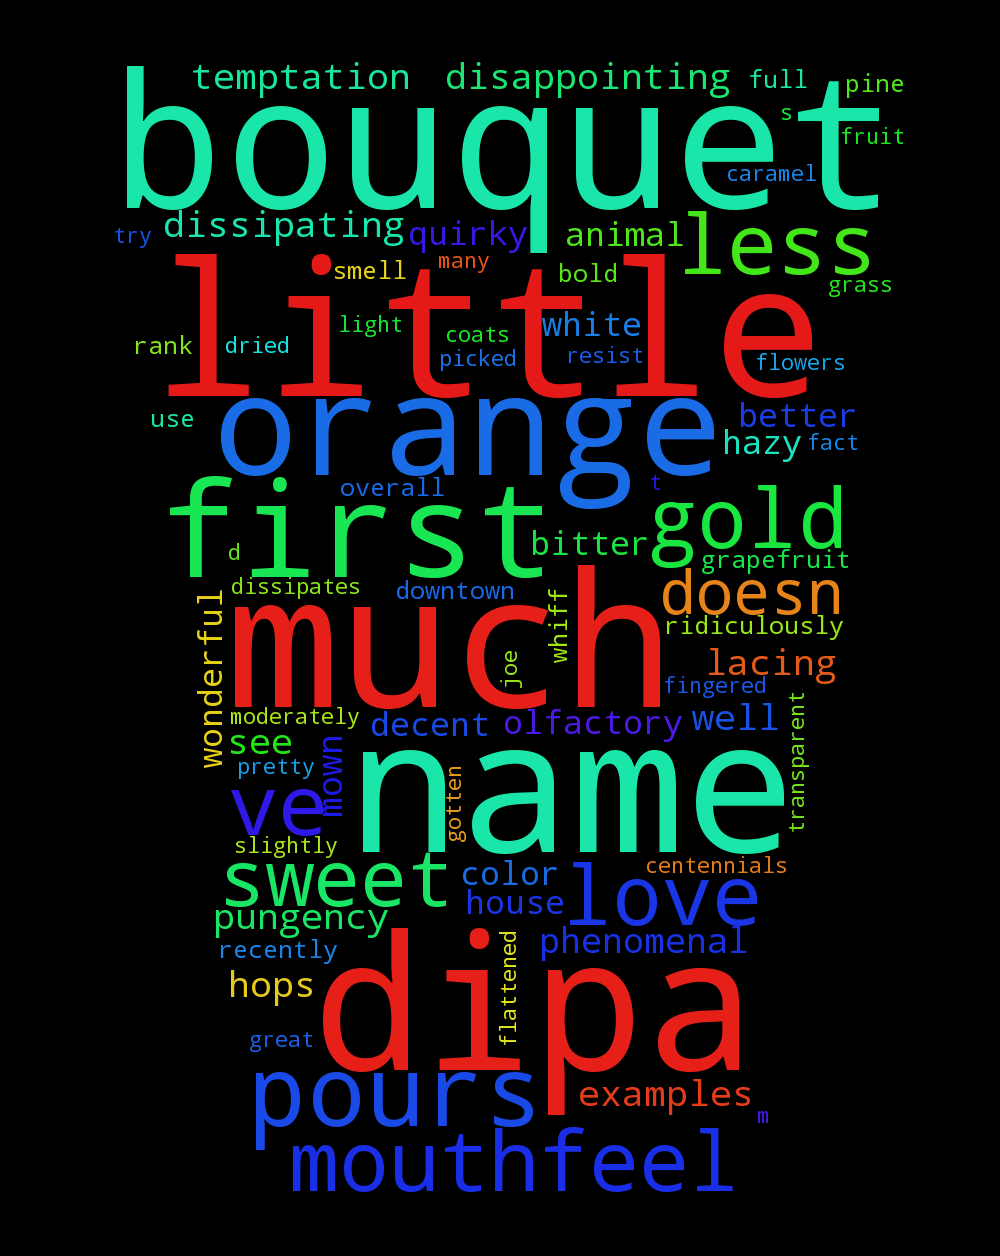 temptation disappointing full pine
bouquet s fruit
caramel
try dissipating quirky animal less
many
smell bold grass
little
light white
rank dried coats picked resist flowers
use orange better
hazy fact
overall t
first gold
d bitter grapefruit
dissipates downtown doesn
wonderful much whiff ridiculously
joe lacing
fingered
moderately decent olfactory well
see transparent
pretty mown name
ve gotten
slightly
sweet color centennials
house love
pungency
recently phenomenal
hops dipa flattened
great
pours examples
m
mouthfeel